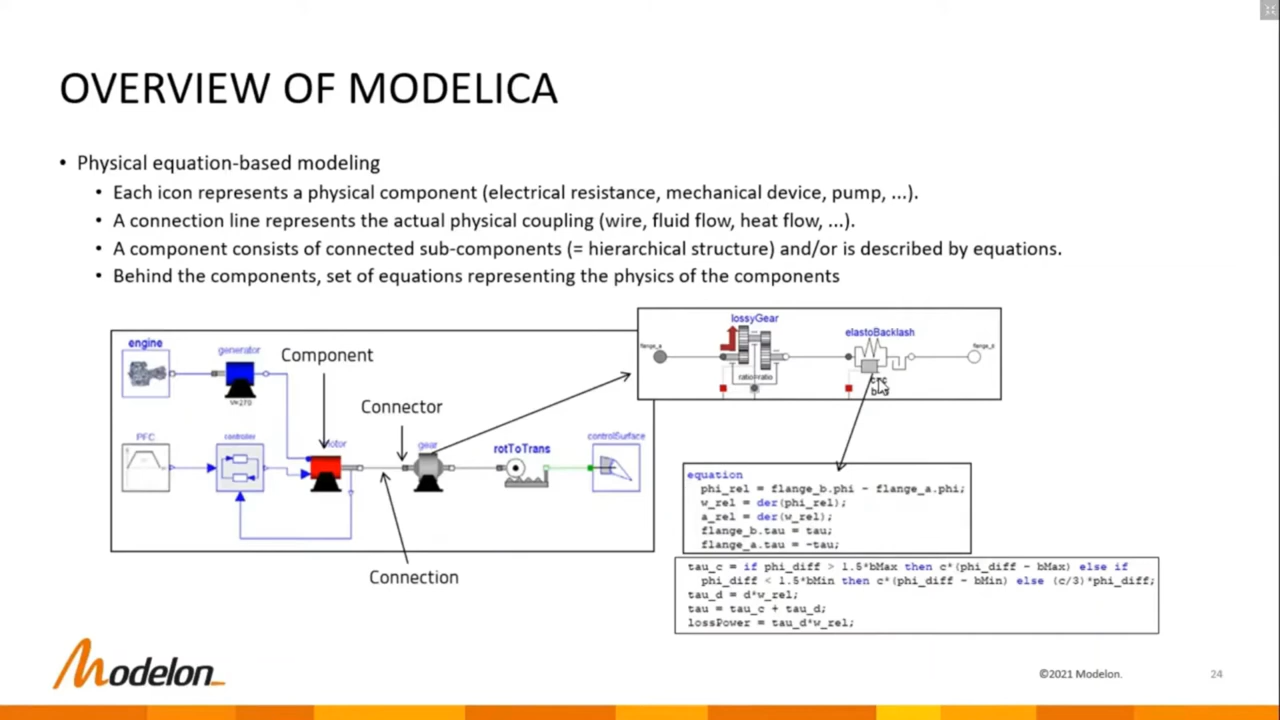 OVERVIEW OF MODELICA
• Physical equation-based modeling
• Each icon represents a physical component (electrical resistance, mechanical device, pump, ...).
• A connection line represents the actual physical coupling (wire, fluid flow, heat flow, ...).
• A component consists of connected sub-components (= hierarchical structure) and/or is described by equations.
• Behind the components, set of equations representing the physics of the components
engine
generator
V=270
Component
Connector
PFC
controller
gear
rotToTrans
controlSurface
Connection
lossyGear
elastoBacklash
flange_a
flange_b
ratio=ratio
equation
phi_rel = flange_b.phi - flange_a.phi;
w_rel = der(phi_rel);
a_rel = der(w_rel);
flange_b.tau = tau;
flange_a.tau = -tau;
tau_c = if phi_diff > 1.5*bMax then c*(phi_diff - bMax) else if
phi_diff < 1.5*bMin then c*(phi_diff - bMin) else (c/3)*phi_diff;
tau_d = d*w_rel;
tau = tau_c + tau_d;
lossPower = tau_d*w_rel;
Modelon
©2021 Modelon.
24